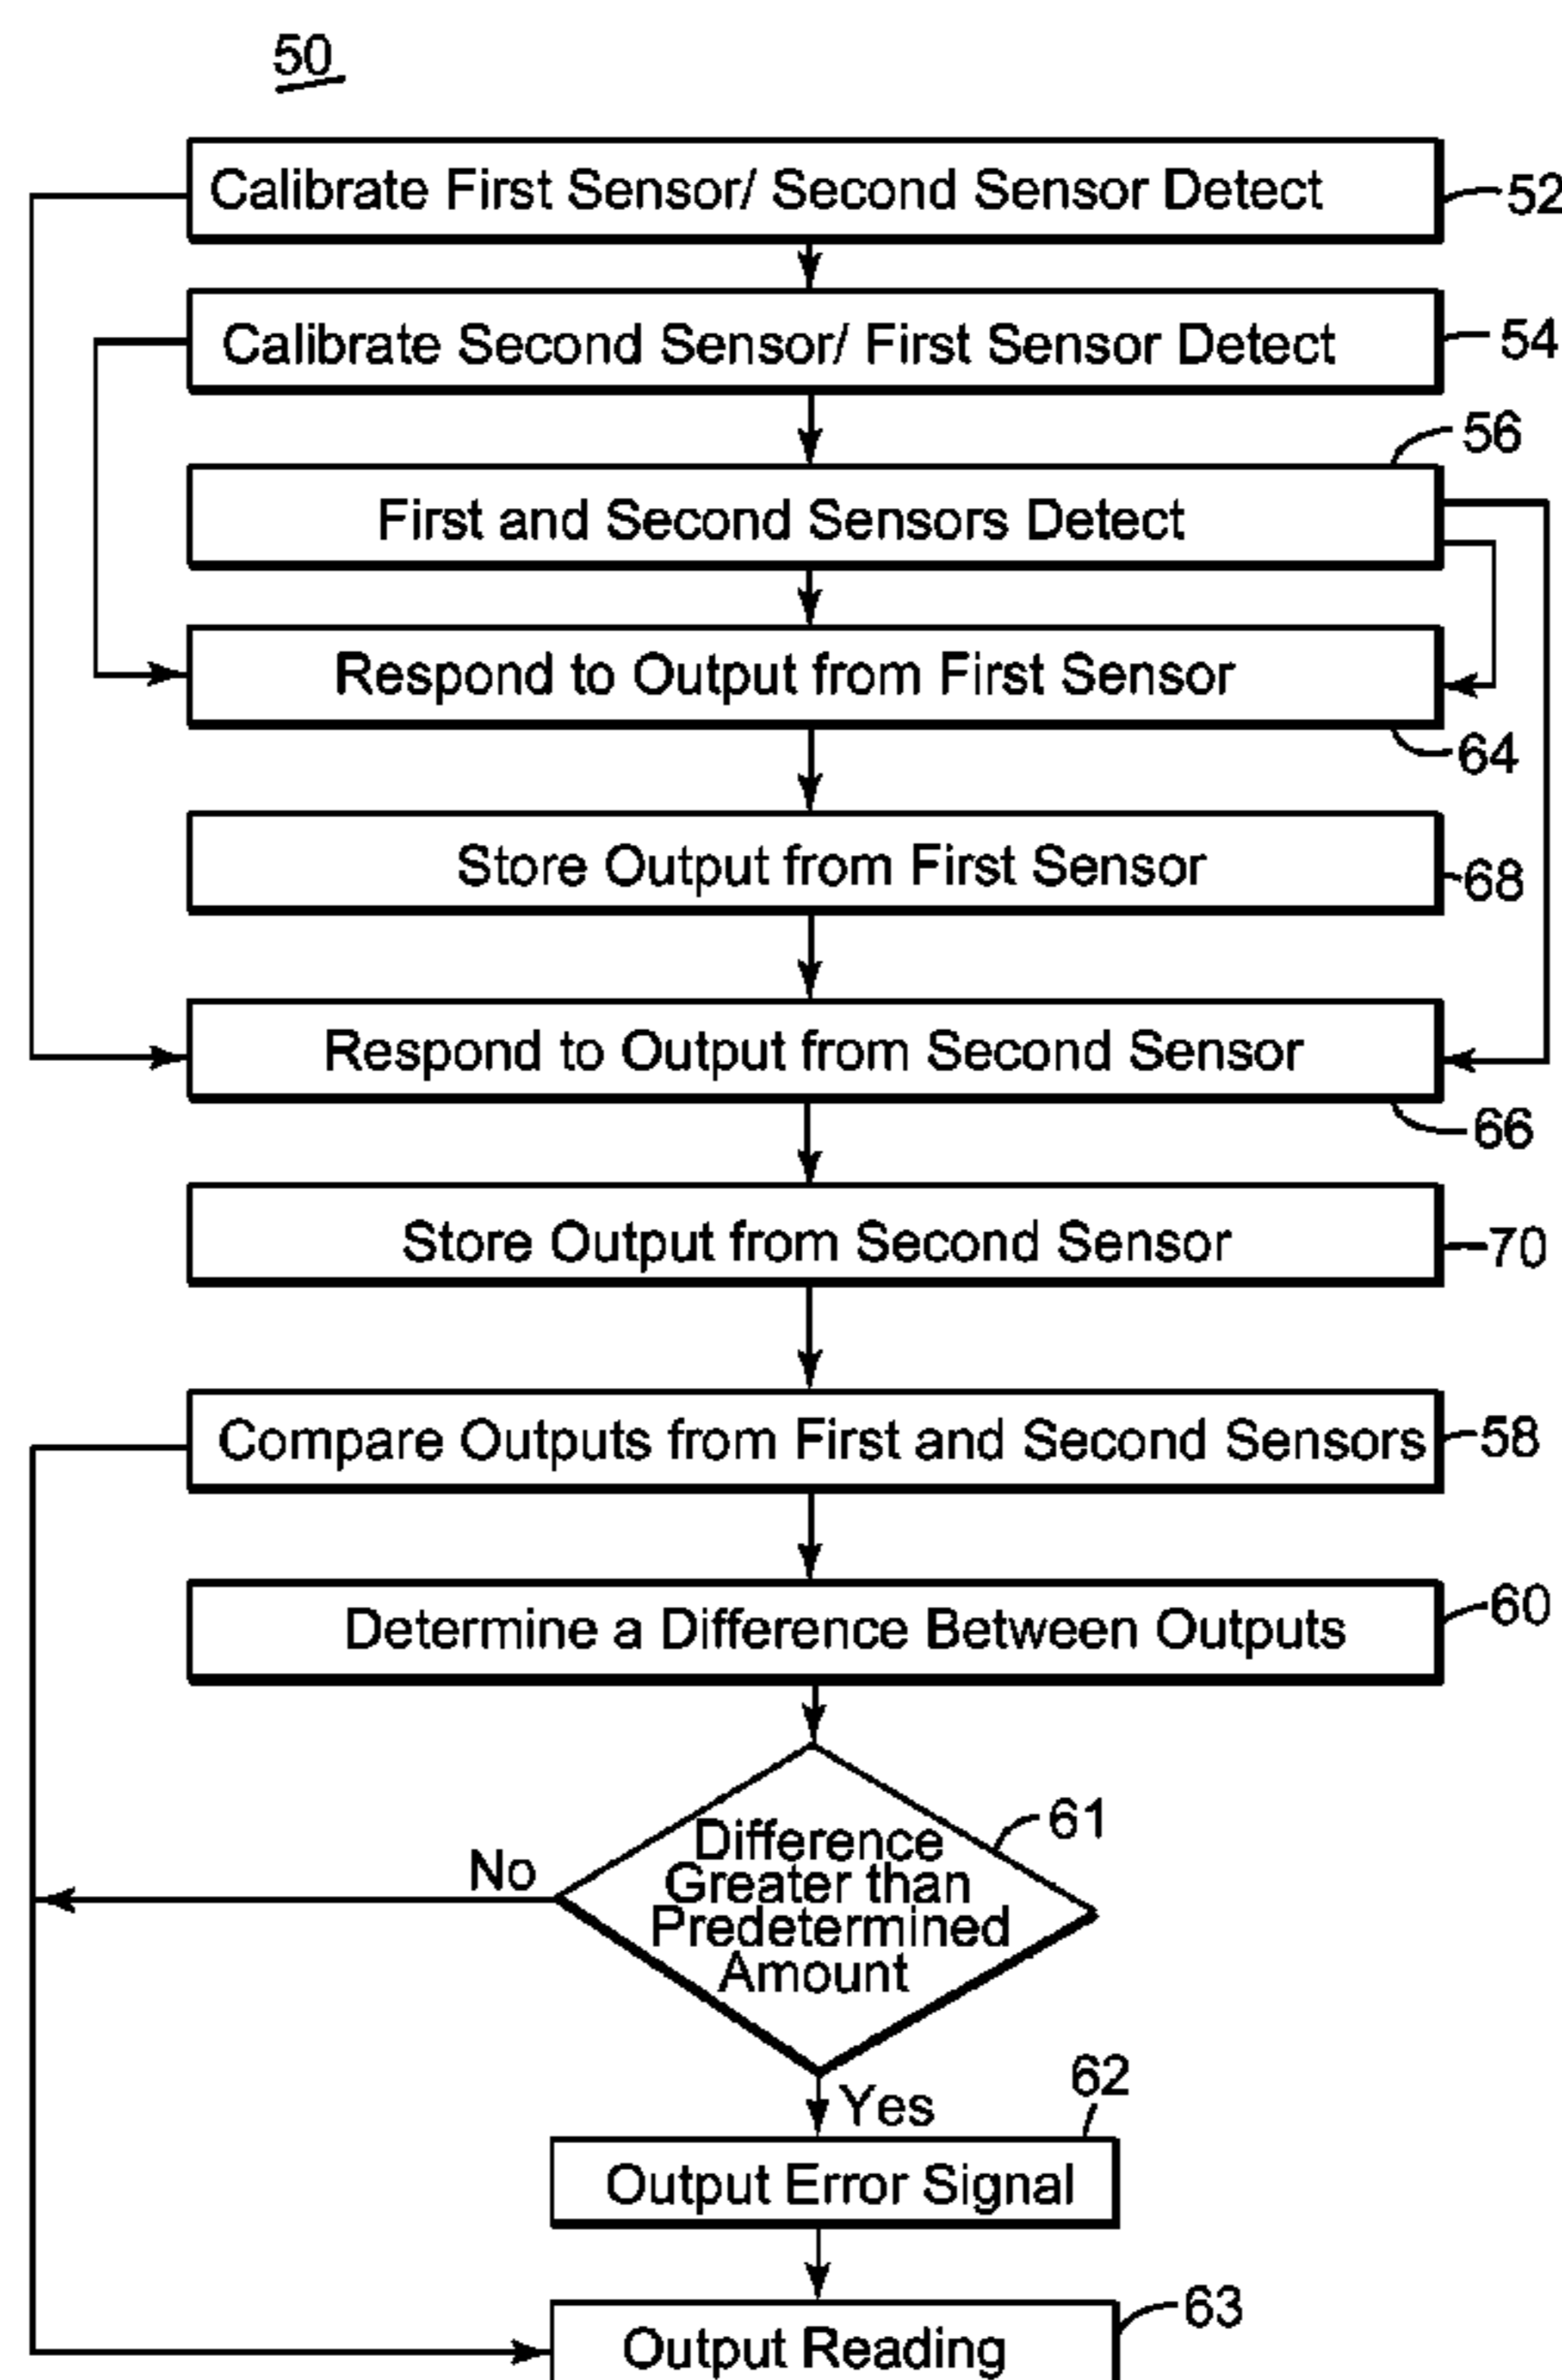 50
Calibrate First Sensor/ Second Sensor Detect
52
Calibrate Second Sensor/ First Sensor Detect
54
56
First and Second Sensors Detect
Respond to Output from First Sensor
64
Store Output from First Sensor
68
Respond to Output from Second Sensor
66
Store Output from Second Sensor
70
Compare Outputs from First and Second Sensors
58
Determine a Difference Between Outputs
60
61
Difference
Greater than
Predetermined
Amount
No
Yes
62
Output Error Signal
63
Output Reading